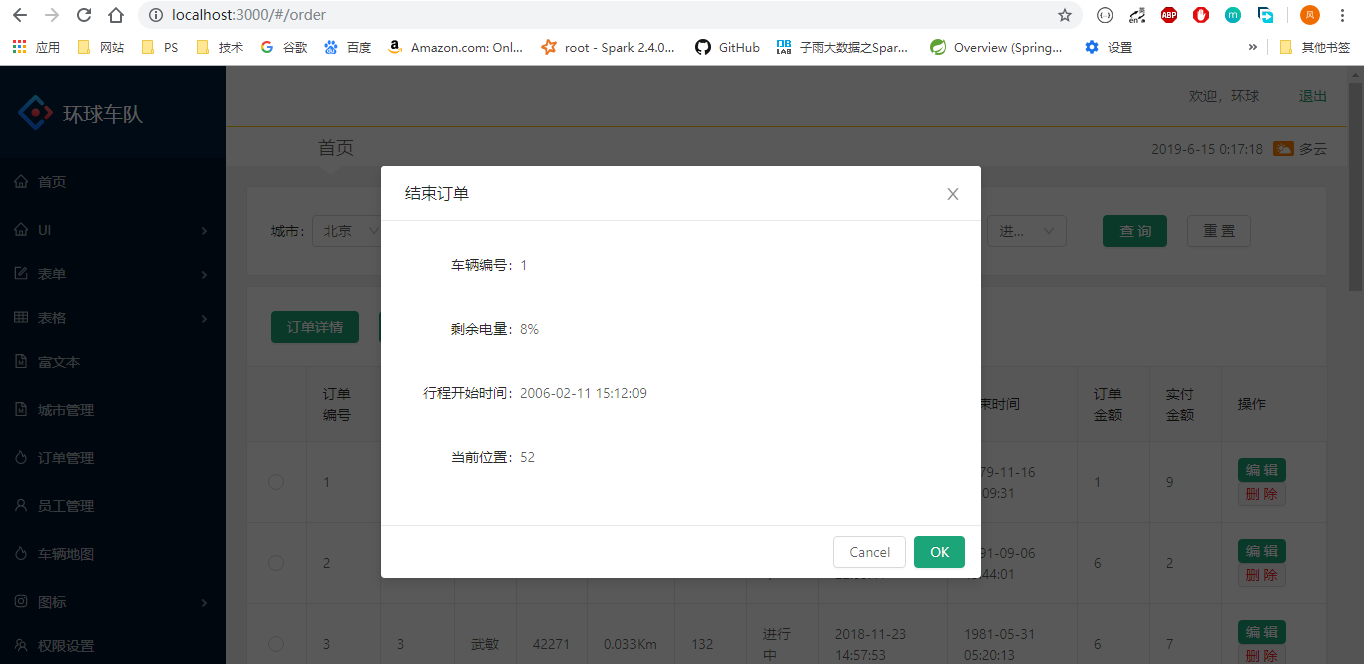 localhost:3000/#/order
应用 网站 PS 技术 谷歌 百度 Amazon.com: Onl... root - Spark 2.4.0... GitHub 子雨大数据之Spar... Overview (Spring... 设置 » 其他书签
环球车队
欢迎，环球 退出
首页
2019-6-15 0:17:18 多云
首页
UI
表单
表格
富文本
城市管理
订单管理
员工管理
车辆地图
图标
权限设置
城市: 北京 进... 查 询 重 置
订单详情
结束订单
车辆编号: 1
剩余电量: 8%
行程开始时间: 2006-02-11 15:12:09
当前位置: 52
Cancel OK
订单编号 束时间 订单金额 实付金额 操作
1 79-11-16 09:31 1 9 编 辑 删 除
2 91-09-06 44:01 6 2 编 辑 删 除
3 3 武敏 42271 0.033Km 132 进行中 2018-11-23 14:57:53 1981-05-31 05:20:13 6 7 编 辑 删 除